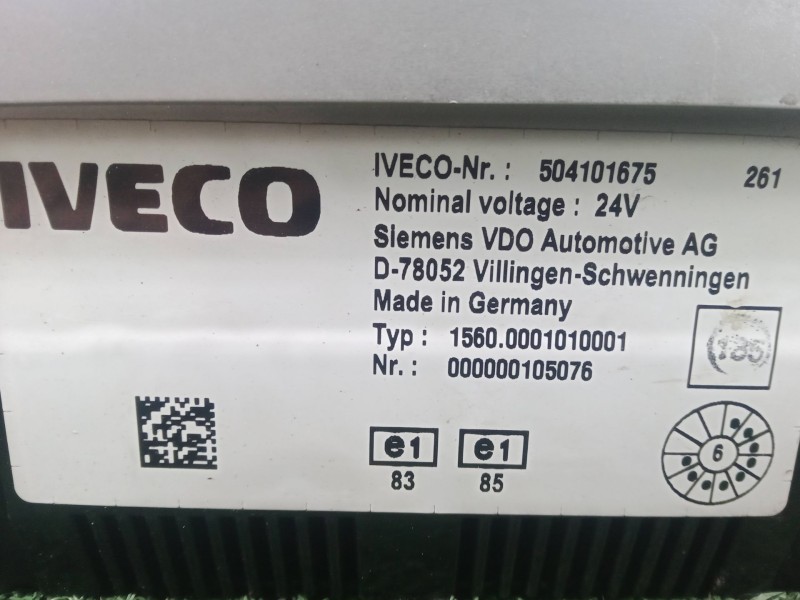 IVECO
IVECO-Nr. : 504101675 261
Nominal voltage : 24V
Siemens VDO Automotive AG
D-78052 Villingen-Schwenningen
Made in Germany
Typ : 1560.0001010001
Nr. : 000000105076
e1 e1
83 85
6